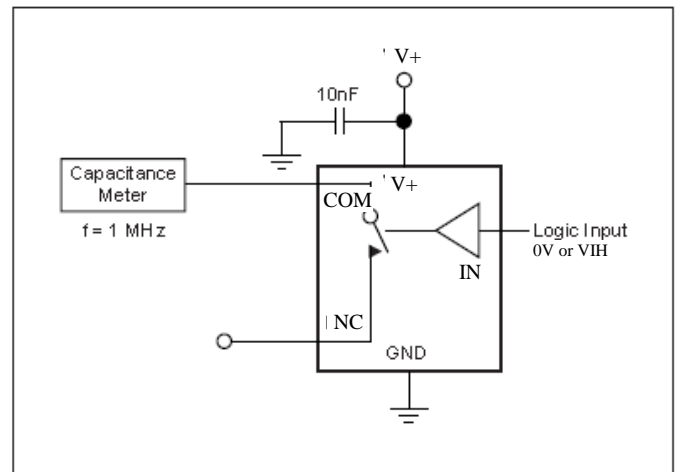 ' V+
10nF
Capacitance
Meter
f = 1 MHz
' V+
COM
Logic Input
0V or VIH
IN
NC
GND